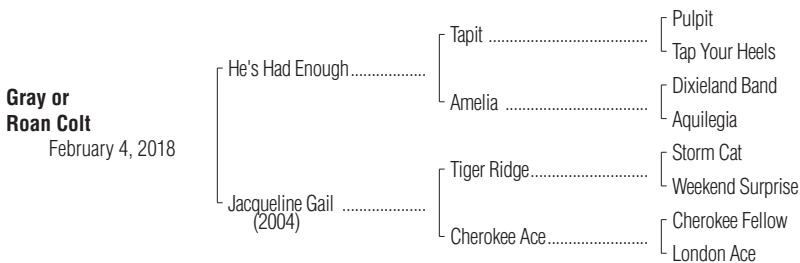 Pulpit
Tapit ..........................................
Tap Your Heels
He's Had Enough..................
Dixieland Band
Amelia .....................................
Aquilegia
Gray or
Roan Colt
February 4, 2018
Storm Cat
Tiger Ridge...............................
Weekend Surprise
Jacqueline Gail ....................
(2004)
Cherokee Fellow
Cherokee Ace..........................
London Ace